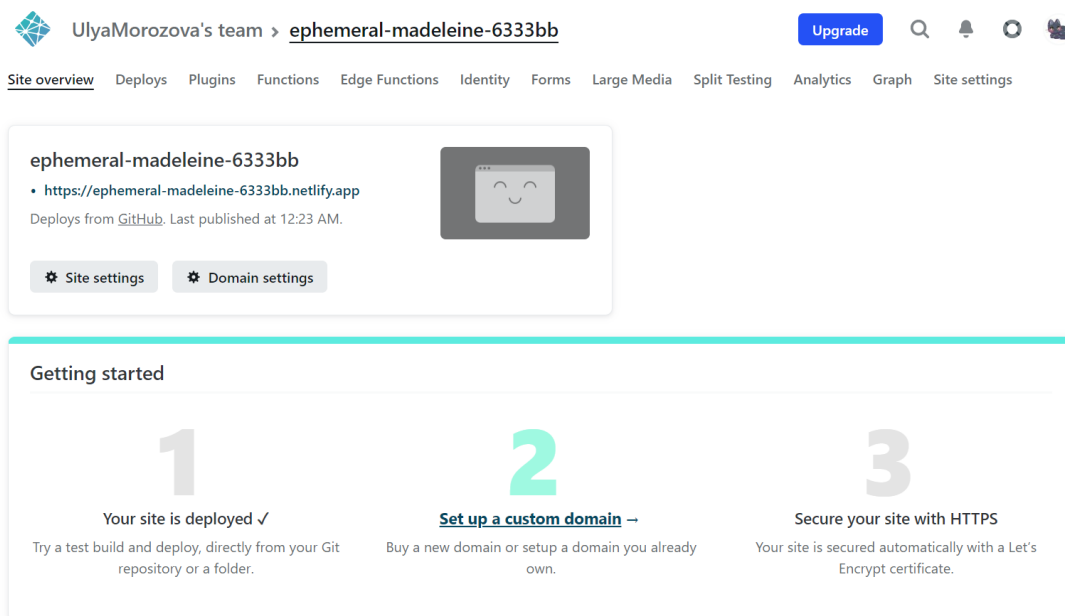 UlyaMorozova's team > ephemeral-madeleine-6333bb
Upgrade
Site overview Deploys Plugins Functions Edge Functions Identity Forms Large Media Split Testing Analytics Graph Site settings
ephemeral-madeleine-6333bb
• https://ephemeral-madeleine-6333bb.netlify.app
Deploys from GitHub. Last published at 12:23 AM.
Site settings Domain settings
Getting started
1
Your site is deployed ✓
Try a test build and deploy, directly from your Git
repository or a folder.
2
Set up a custom domain →
Buy a new domain or setup a domain you already
own.
3
Secure your site with HTTPS
Your site is secured automatically with a Let's
Encrypt certificate.